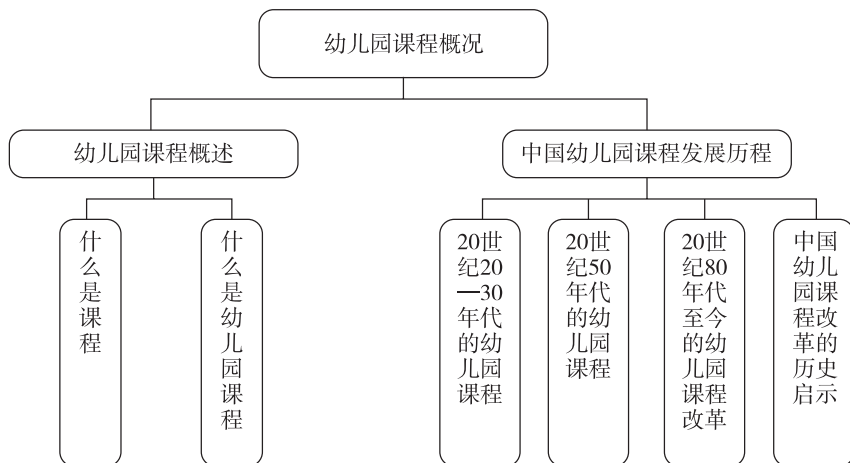 幼儿园课程概况
幼儿园课程概述
中国幼儿园课程发展历程
什么是课程
什么是幼儿园课程
20世
纪20
—30
年代
的幼
儿园
课程
20世
纪50
年代
的幼
儿园
课程
20世
纪80
年代
至今
的幼
儿园
课程
改革
中国
幼儿
园课
程改
革的
历史
启示